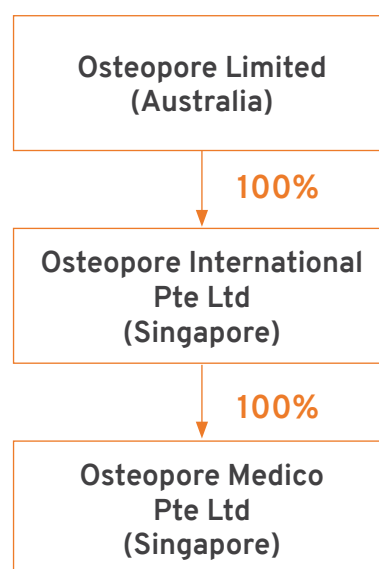 Osteopore Limited
(Australia)
100%
Osteopore International
Pte Ltd
(Singapore)
100%
Osteopore Medico
Pte Ltd
(Singapore)